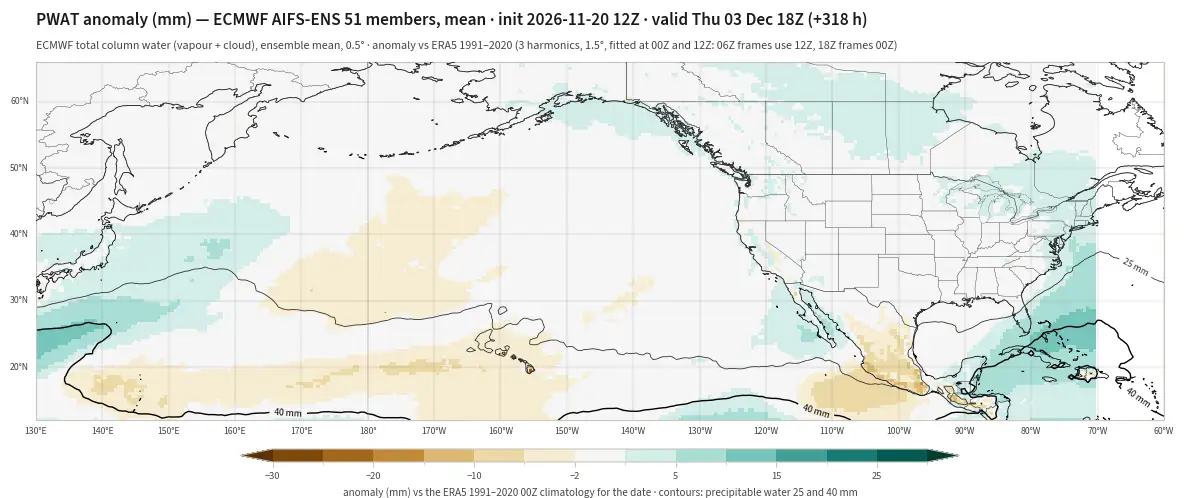 PWAT anomaly (mm) — ECMWF AIFS-ENS 51 members, mean · init 2026-11-20 12Z · valid Thu 03 Dec 18Z (+318 h)
ECMWF total column water (vapour + cloud), ensemble mean, 0.5° · anomaly vs ERA5 1991–2020 (3 harmonics, 1.5°, fitted at 00Z and 12Z: 06Z frames use 12Z, 18Z frames 00Z)
60°N
50°N
40°N
25 mm
30°N
20°N
40 mm
40 mm
40 mm
130°E 140°E 150°E 160°E 170°E 180° 170°W 160°W 150°W 140°W 130°W 120°W 110°W 100°W 90°W 80°W 70°W 60°W
−30 −20 −10 −2 5 15 25
anomaly (mm) vs the ERA5 1991–2020 00Z climatology for the date · contours: precipitable water 25 and 40 mm